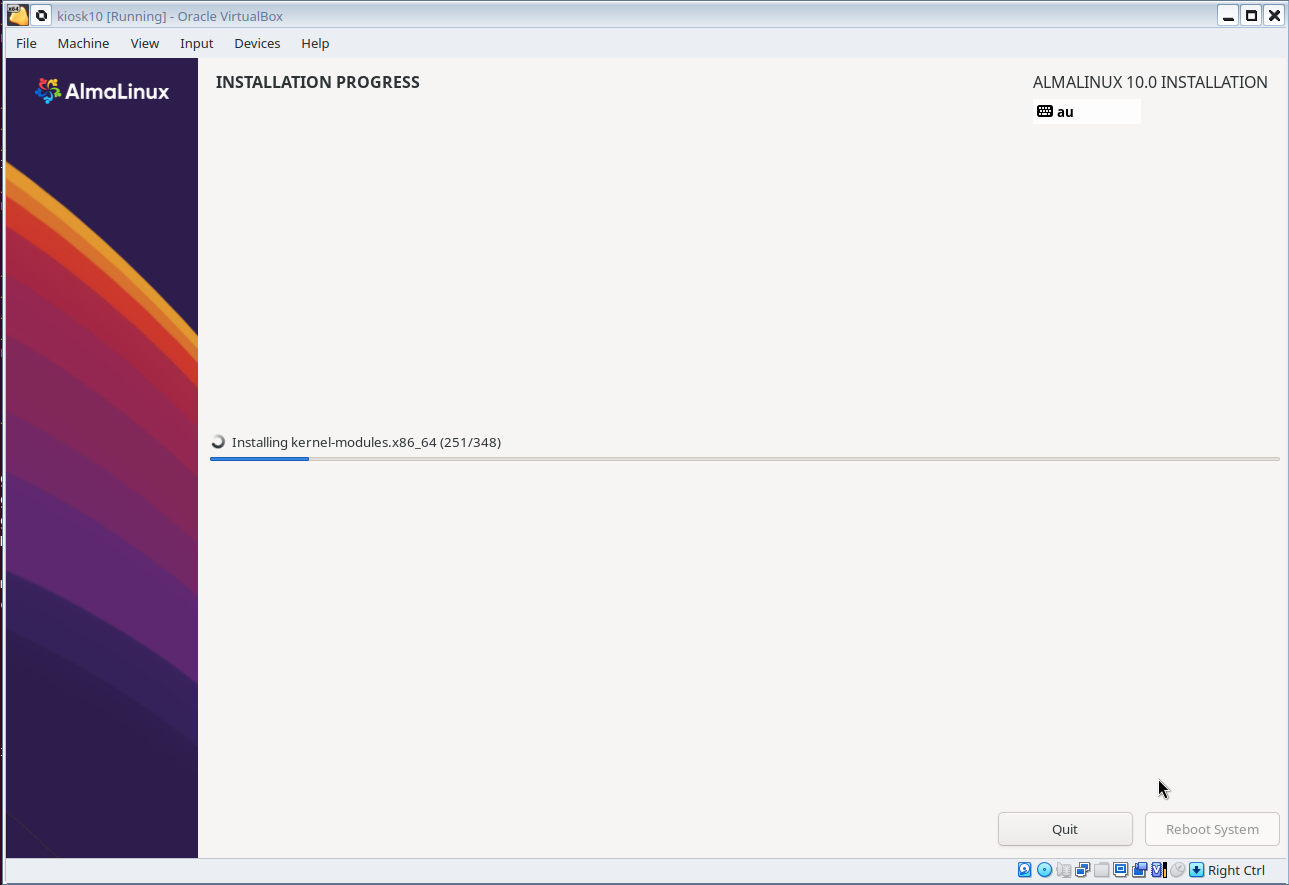 kiosk10 [Running] - Oracle VirtualBox
File Machine View Input Devices Help
AlmaLinux
INSTALLATION PROGRESS
ALMALINUX 10.0 INSTALLATION
au
Installing kernel-modules.x86_64 (251/348)
Quit
Reboot System
Right Ctrl